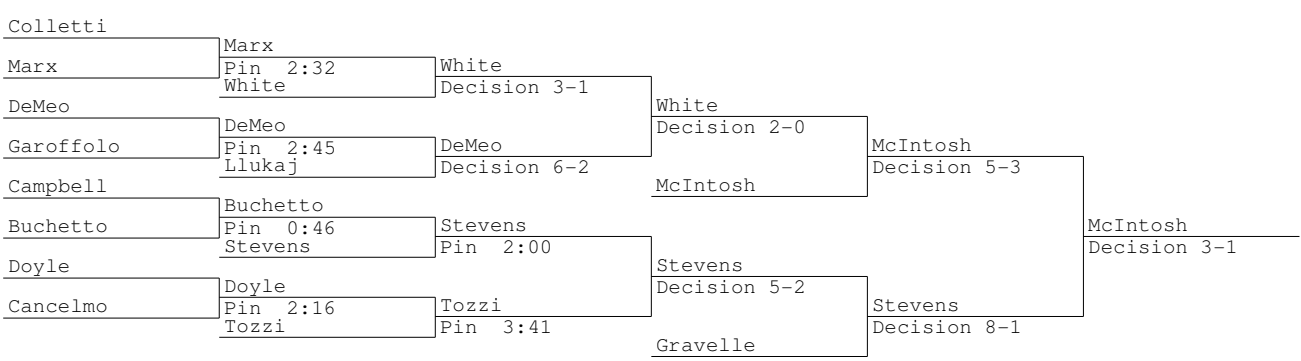 Colletti
Marx
Marx
Pin 2:32
White
White
Decision 3-1
DeMeo
White
Decision 2-0
DeMeo
Garoffolo
Pin 2:45
DeMeo
McIntosh
Llukaj
Decision 6-2
Decision 5-3
Campbell
McIntosh
Buchetto
Buchetto
Pin 0:46
Stevens
McIntosh
Stevens
Pin 2:00
Decision 3-1
Doyle
Stevens
Doyle
Decision 5-2
Cancelmo
Pin 2:16
Tozzi
Stevens
Tozzi
Pin 3:41
Decision 8-1
Gravelle